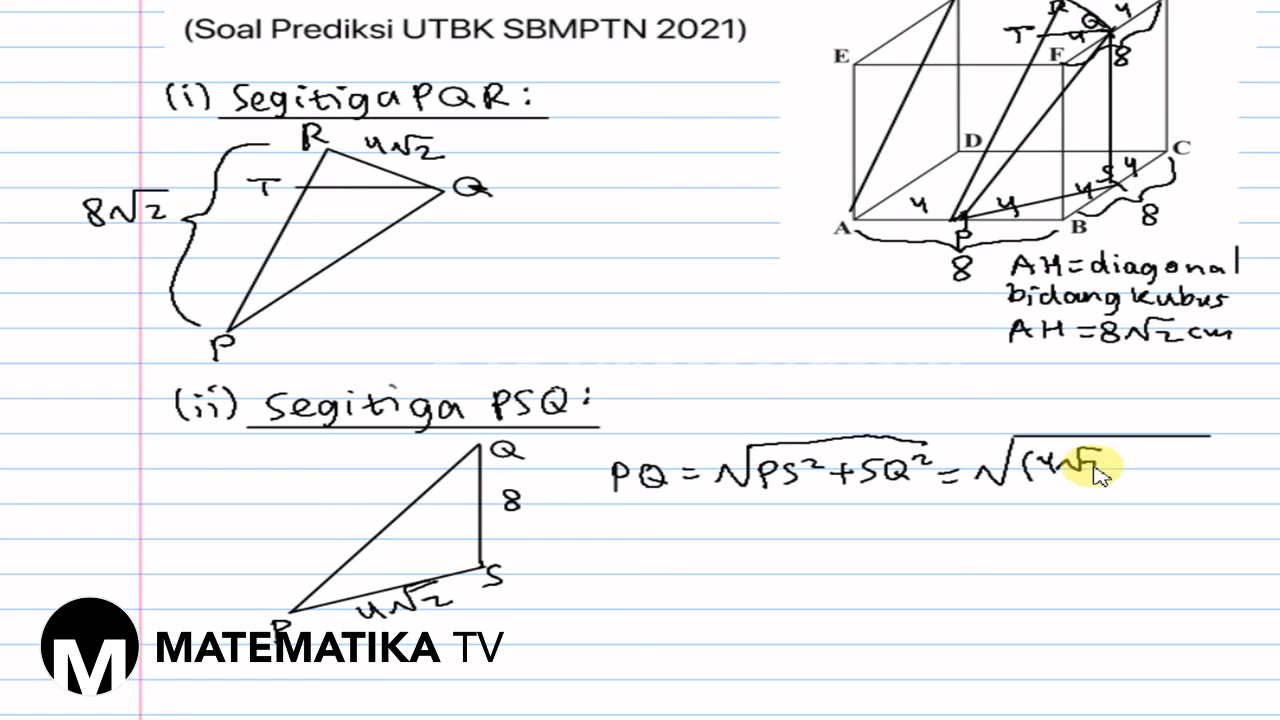 (Soal Prediksi UTBK SBMPTN 2021)
(i) Segitiga PQR:
R
4√2
T
Q
8√2
P
R
Q
4
T
4
E
F
8
D
C
S
4
4
4
4
8
A
P
B
8
AH = diagonal
bidang kubus
AH = 8√2 cm
(ii) Segitiga PSQ:
Q
8
S
4√2
P
PQ = √PS² + SQ² = √(4√2
M MATEMATIKA TV